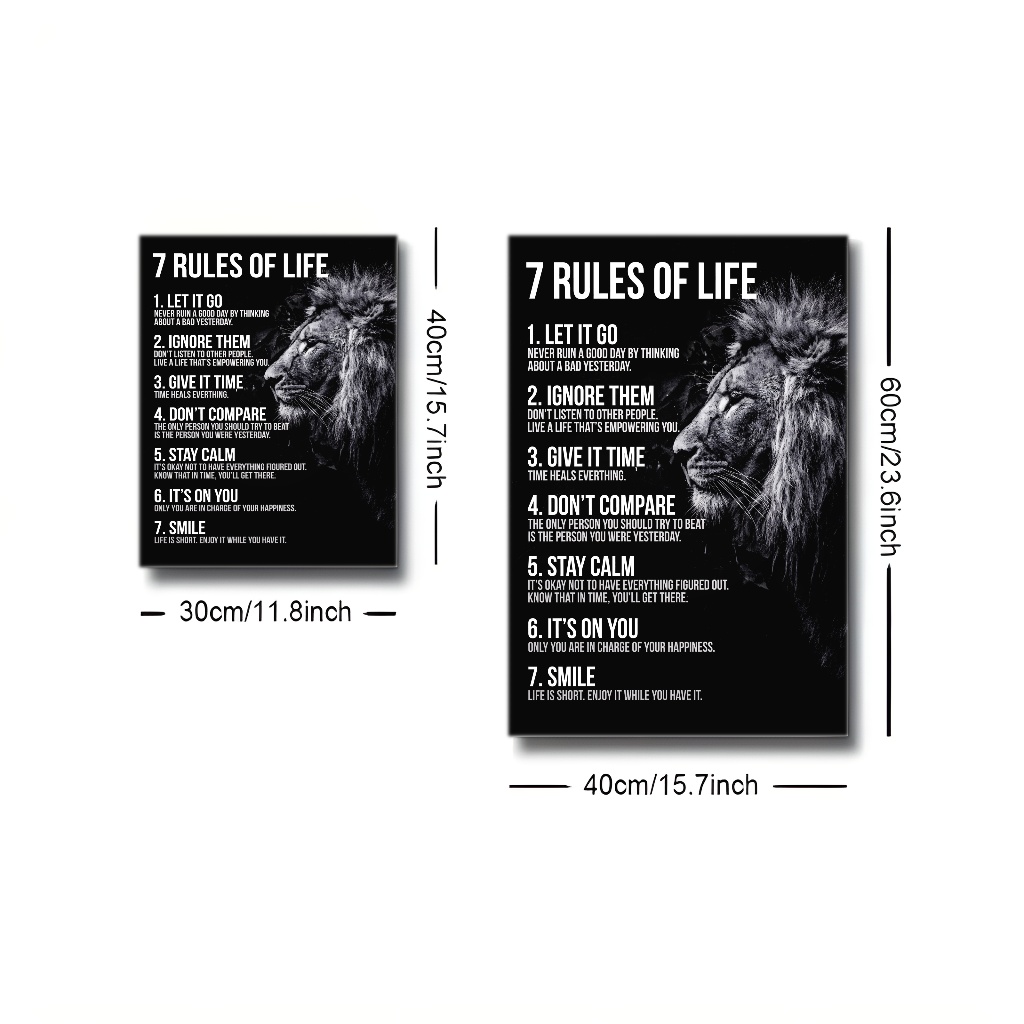 7 RULES OF LIFE
1. LET IT GO
NEVER RUIN A GOOD DAY BY THINKING
ABOUT A BAD YESTERDAY.
2. IGNORE THEM
DON'T LISTEN TO OTHER PEOPLE.
LIVE A LIFE THAT'S EMPOWERING YOU.
3. GIVE IT TIME
TIME HEALS EVERYTHING.
4. DON'T COMPARE
THE ONLY PERSON YOU SHOULD TRY TO BEAT
IS THE PERSON YOU WERE YESTERDAY.
5. STAY CALM
IT'S OKAY NOT TO HAVE EVERYTHING FIGURED OUT.
KNOW THAT IN TIME, YOU'LL GET THERE.
6. IT'S ON YOU
ONLY YOU ARE IN CHARGE OF YOUR HAPPINESS.
7. SMILE
LIFE IS SHORT. ENJOY IT WHILE YOU HAVE IT.
40cm/15.7inch
30cm/11.8inch
7 RULES OF LIFE
1. LET IT GO
NEVER RUIN A GOOD DAY BY THINKING
ABOUT A BAD YESTERDAY.
2. IGNORE THEM
DON'T LISTEN TO OTHER PEOPLE.
LIVE A LIFE THAT'S EMPOWERING YOU.
3. GIVE IT TIME
TIME HEALS EVERTHING.
4. DON'T COMPARE
THE ONLY PERSON YOU SHOULD TRY TO BEAT
IS THE PERSON YOU WERE YESTERDAY.
5. STAY CALM
IT'S OKAY NOT TO HAVE EVERYTHING FIGURED OUT.
KNOW THAT IN TIME, YOU'LL GET THERE.
6. IT'S ON YOU
ONLY YOU ARE IN CHARGE OF YOUR HAPPINESS.
7. SMILE
LIFE IS SHORT. ENJOY IT WHILE YOU HAVE IT.
60cm/23.6inch
40cm/15.7inch